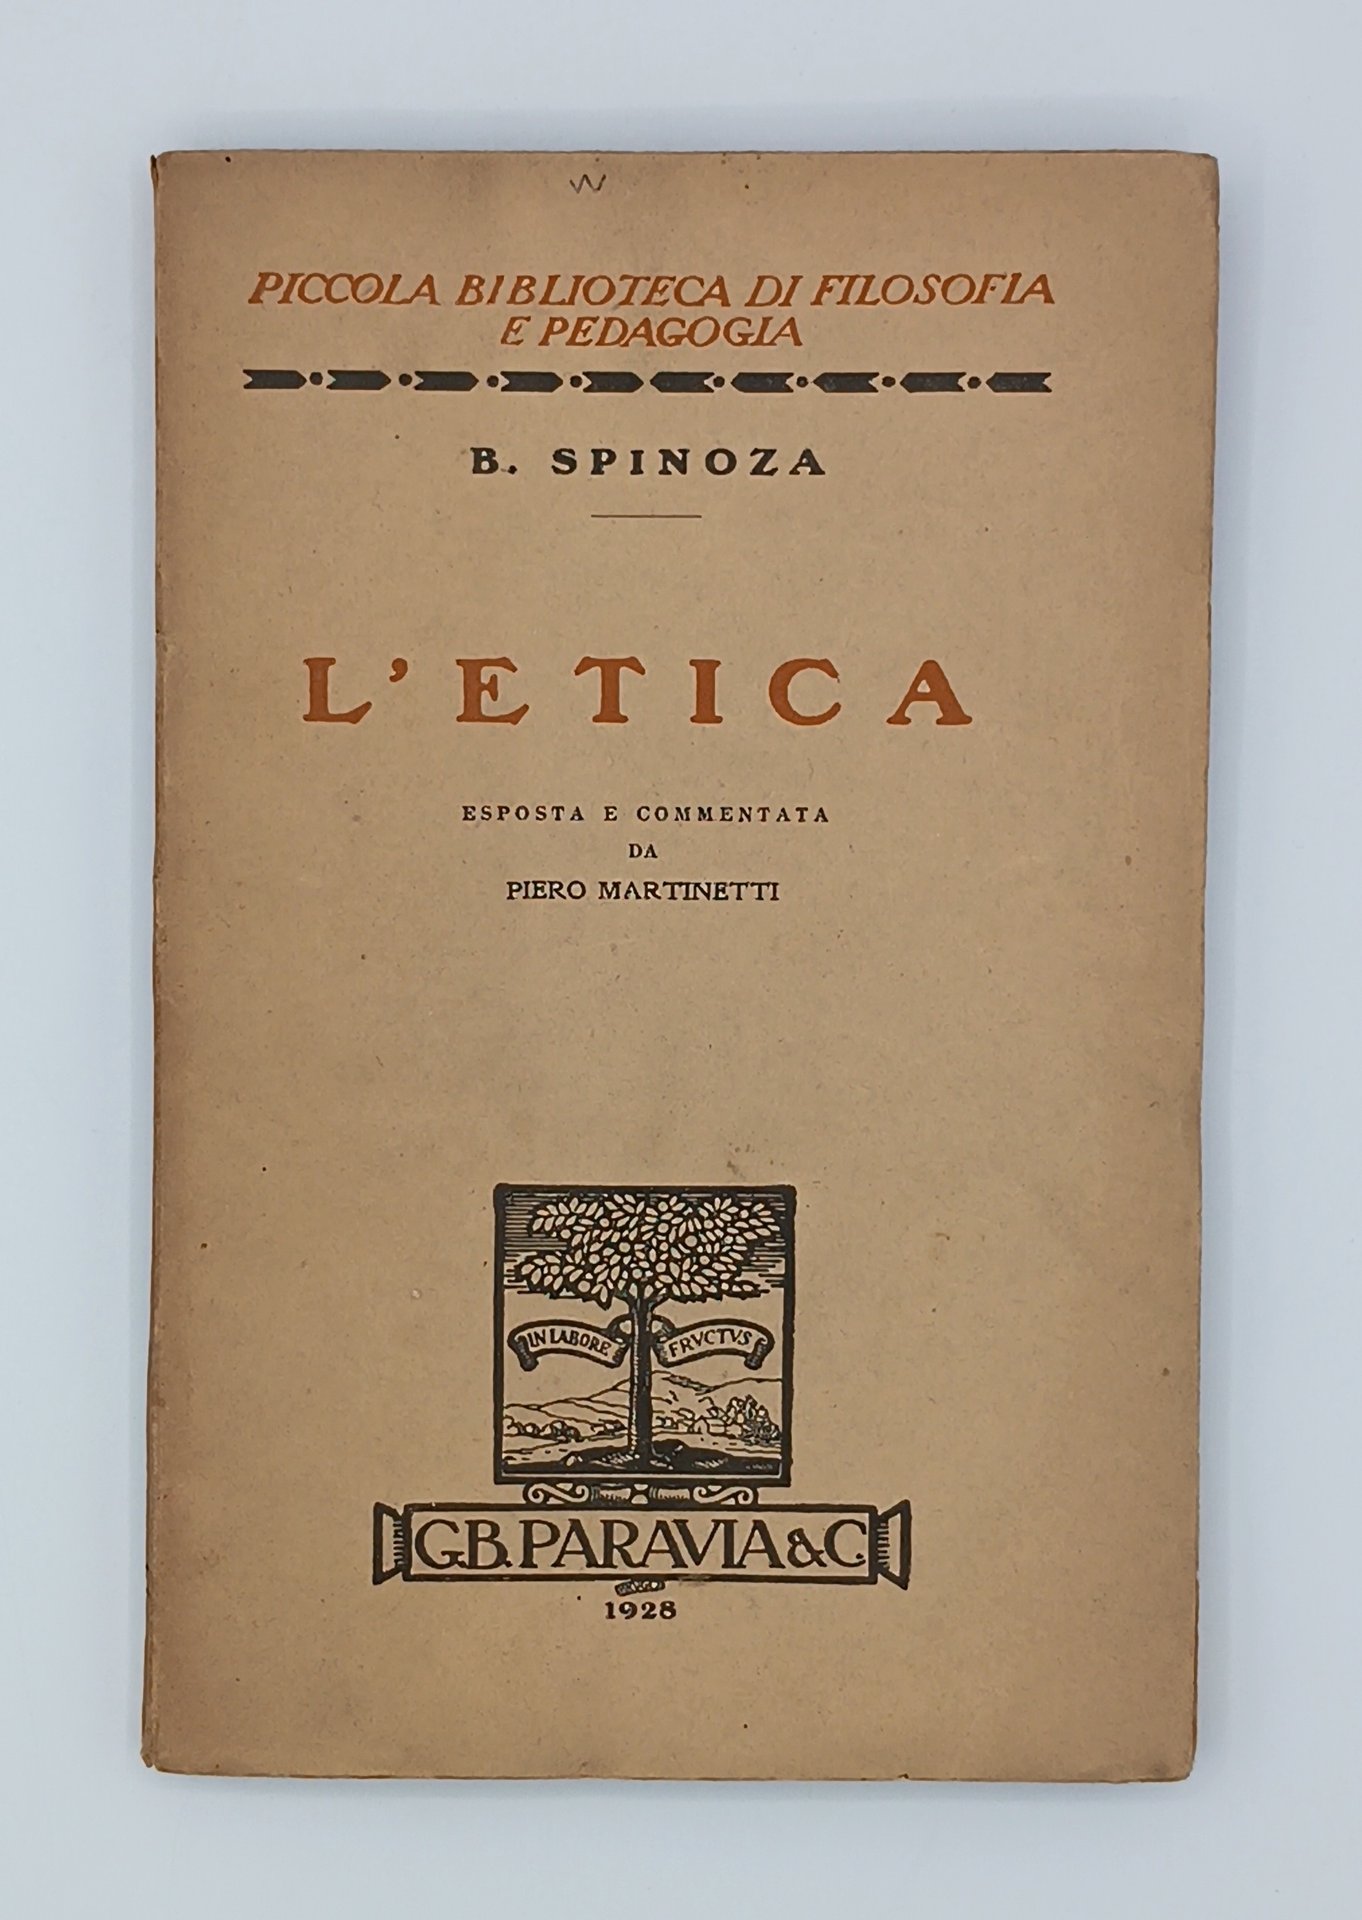 PICCOLA BIBLIOTECA DI FILOSOFIA
E PEDAGOGIA
B. SPINOZA
L'ETICA
ESPOSTA E COMMENTATA
DA
PIERO MARTINETTI
IN LABORE FRVCTVS
G.B. PARAVIA & C.
1928